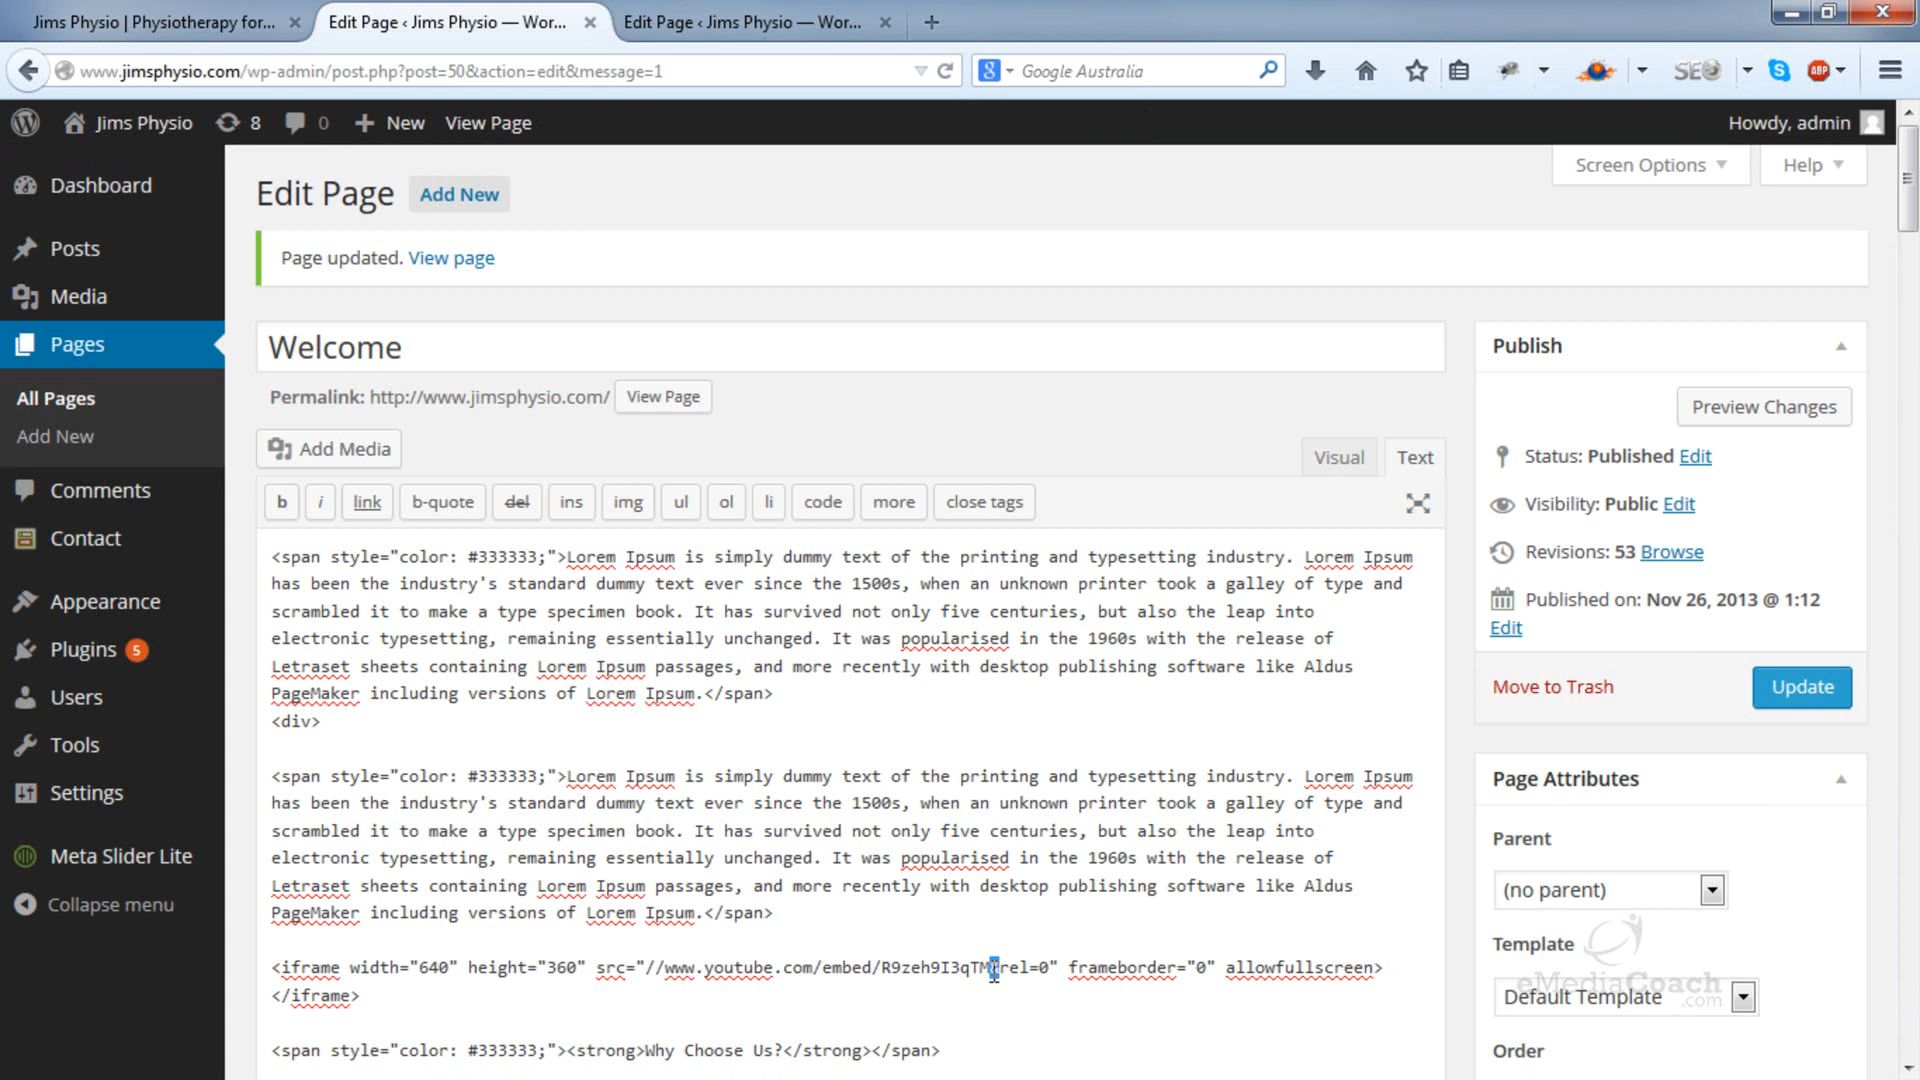 Jims Physio | Physiotherapy for...
Edit Page ‹ Jims Physio — Wor...
Edit Page ‹ Jims Physio — Wor...
www.jimsphysio.com/wp-admin/post.php?post=50&action=edit&message=1
Google Australia
SEO
ABP
Jims Physio
8
0
New
View Page
Howdy, admin
Screen Options
Help
Dashboard
Posts
Media
Pages
All Pages
Add New
Comments
Contact
Appearance
Plugins 5
Users
Tools
Settings
Meta Slider Lite
Collapse menu
Edit Page
Add New
Page updated. View page
Welcome
Permalink: http://www.jimsphysio.com/
View Page
Add Media
Visual
Text
b
i
link
b-quote
del
ins
img
ul
ol
li
code
more
close tags
<span style="color: #333333;">Lorem Ipsum is simply dummy text of the printing and typesetting industry. Lorem Ipsum
has been the industry's standard dummy text ever since the 1500s, when an unknown printer took a galley of type and
scrambled it to make a type specimen book. It has survived not only five centuries, but also the leap into
electronic typesetting, remaining essentially unchanged. It was popularised in the 1960s with the release of
Letraset sheets containing Lorem Ipsum passages, and more recently with desktop publishing software like Aldus
PageMaker including versions of Lorem Ipsum.</span>
<div>
<span style="color: #333333;">Lorem Ipsum is simply dummy text of the printing and typesetting industry. Lorem Ipsum
has been the industry's standard dummy text ever since the 1500s, when an unknown printer took a galley of type and
scrambled it to make a type specimen book. It has survived not only five centuries, but also the leap into
electronic typesetting, remaining essentially unchanged. It was popularised in the 1960s with the release of
Letraset sheets containing Lorem Ipsum passages, and more recently with desktop publishing software like Aldus
PageMaker including versions of Lorem Ipsum.</span>
<iframe width="640" height="360" src="//www.youtube.com/embed/R9zeh9I3qTM?rel=0" frameborder="0" allowfullscreen>
</iframe>
<span style="color: #333333;"><strong>Why Choose Us?</strong></span>
Publish
Preview Changes
Status: Published Edit
Visibility: Public Edit
Revisions: 53 Browse
Published on: Nov 26, 2013 @ 1:12
Edit
Move to Trash
Update
Page Attributes
Parent
(no parent)
Template
eMediaCoach
.com
Default Template
Order